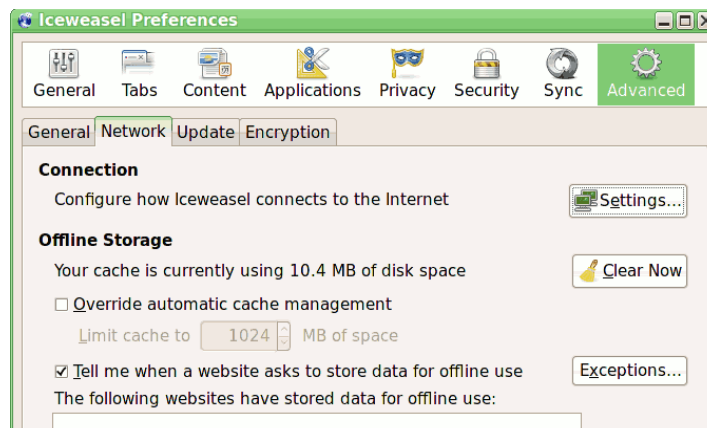 Iceweasel Preferences
General Tabs Content Applications Privacy Security Sync Advanced
General Network Update Encryption
Connection
Configure how Iceweasel connects to the Internet Settings...
Offline Storage
Your cache is currently using 10.4 MB of disk space Clear Now
Override automatic cache management
Limit cache to 1024 MB of space
Tell me when a website asks to store data for offline use Exceptions...
The following websites have stored data for offline use: